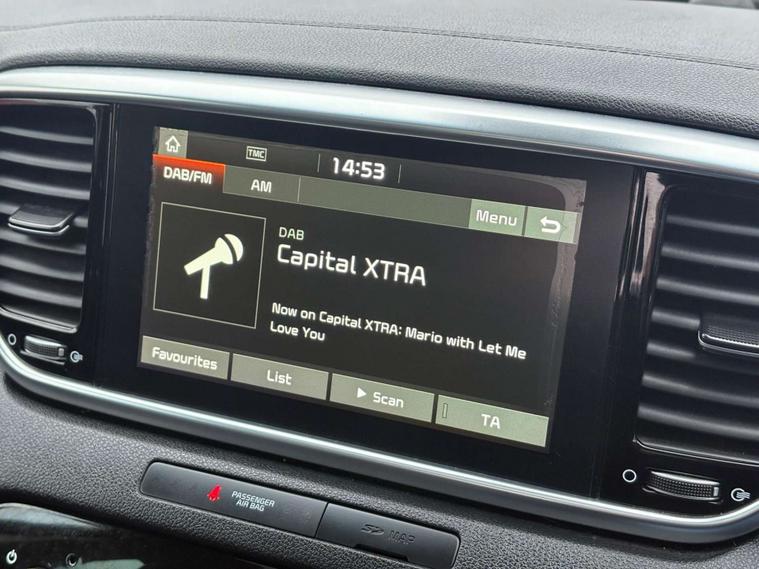 TMC
14:53
DAB/FM
AM
Menu
DAB
Capital XTRA
Now on Capital XTRA: Mario with Let Me
Love You
Favourites
List
Scan
TA
PASSENGER
AIR BAG
SD MAP